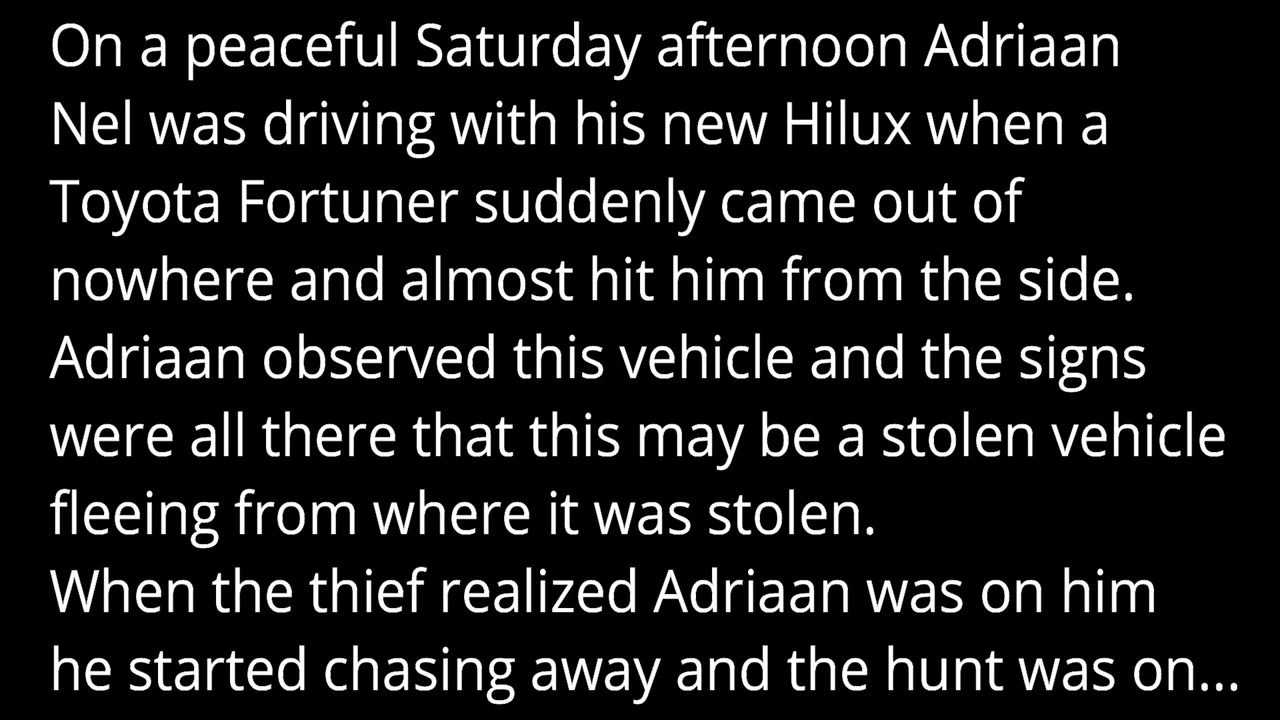 On a peaceful Saturday afternoon Adriaan
Nel was driving with his new Hilux when a
Toyota Fortuner suddenly came out of
nowhere and almost hit him from the side.
Adriaan observed this vehicle and the signs
were all there that this may be a stolen vehicle
fleeing from where it was stolen.
When the thief realized Adriaan was on him
he started chasing away and the hunt was on...